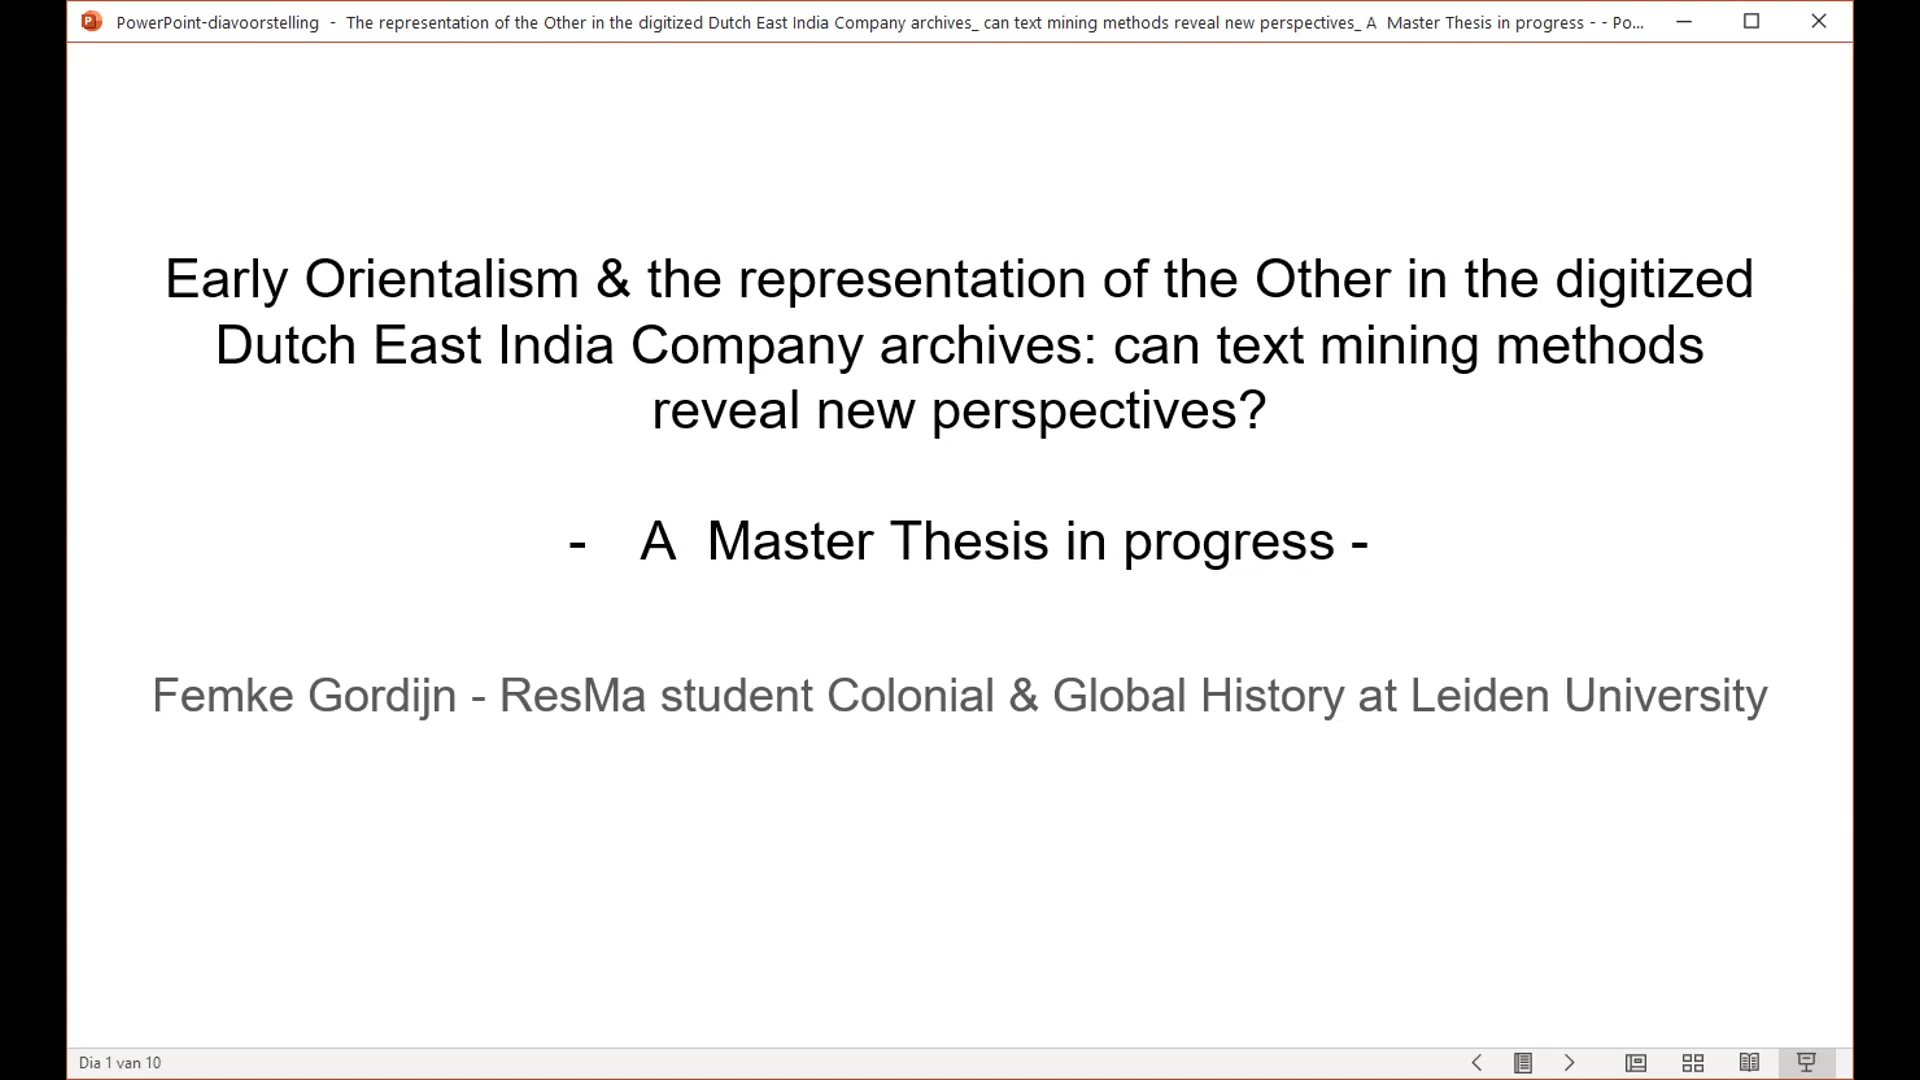 PowerPoint-diavoorstelling - The representation of the Other in the digitized Dutch East India Company archives_ can text mining methods reveal new perspectives_ A  Master Thesis in progress - - Po...
Early Orientalism & the representation of the Other in the digitized
Dutch East India Company archives: can text mining methods
reveal new perspectives?
- A  Master Thesis in progress -
Femke Gordijn - ResMa student Colonial & Global History at Leiden University
Dia 1 van 10